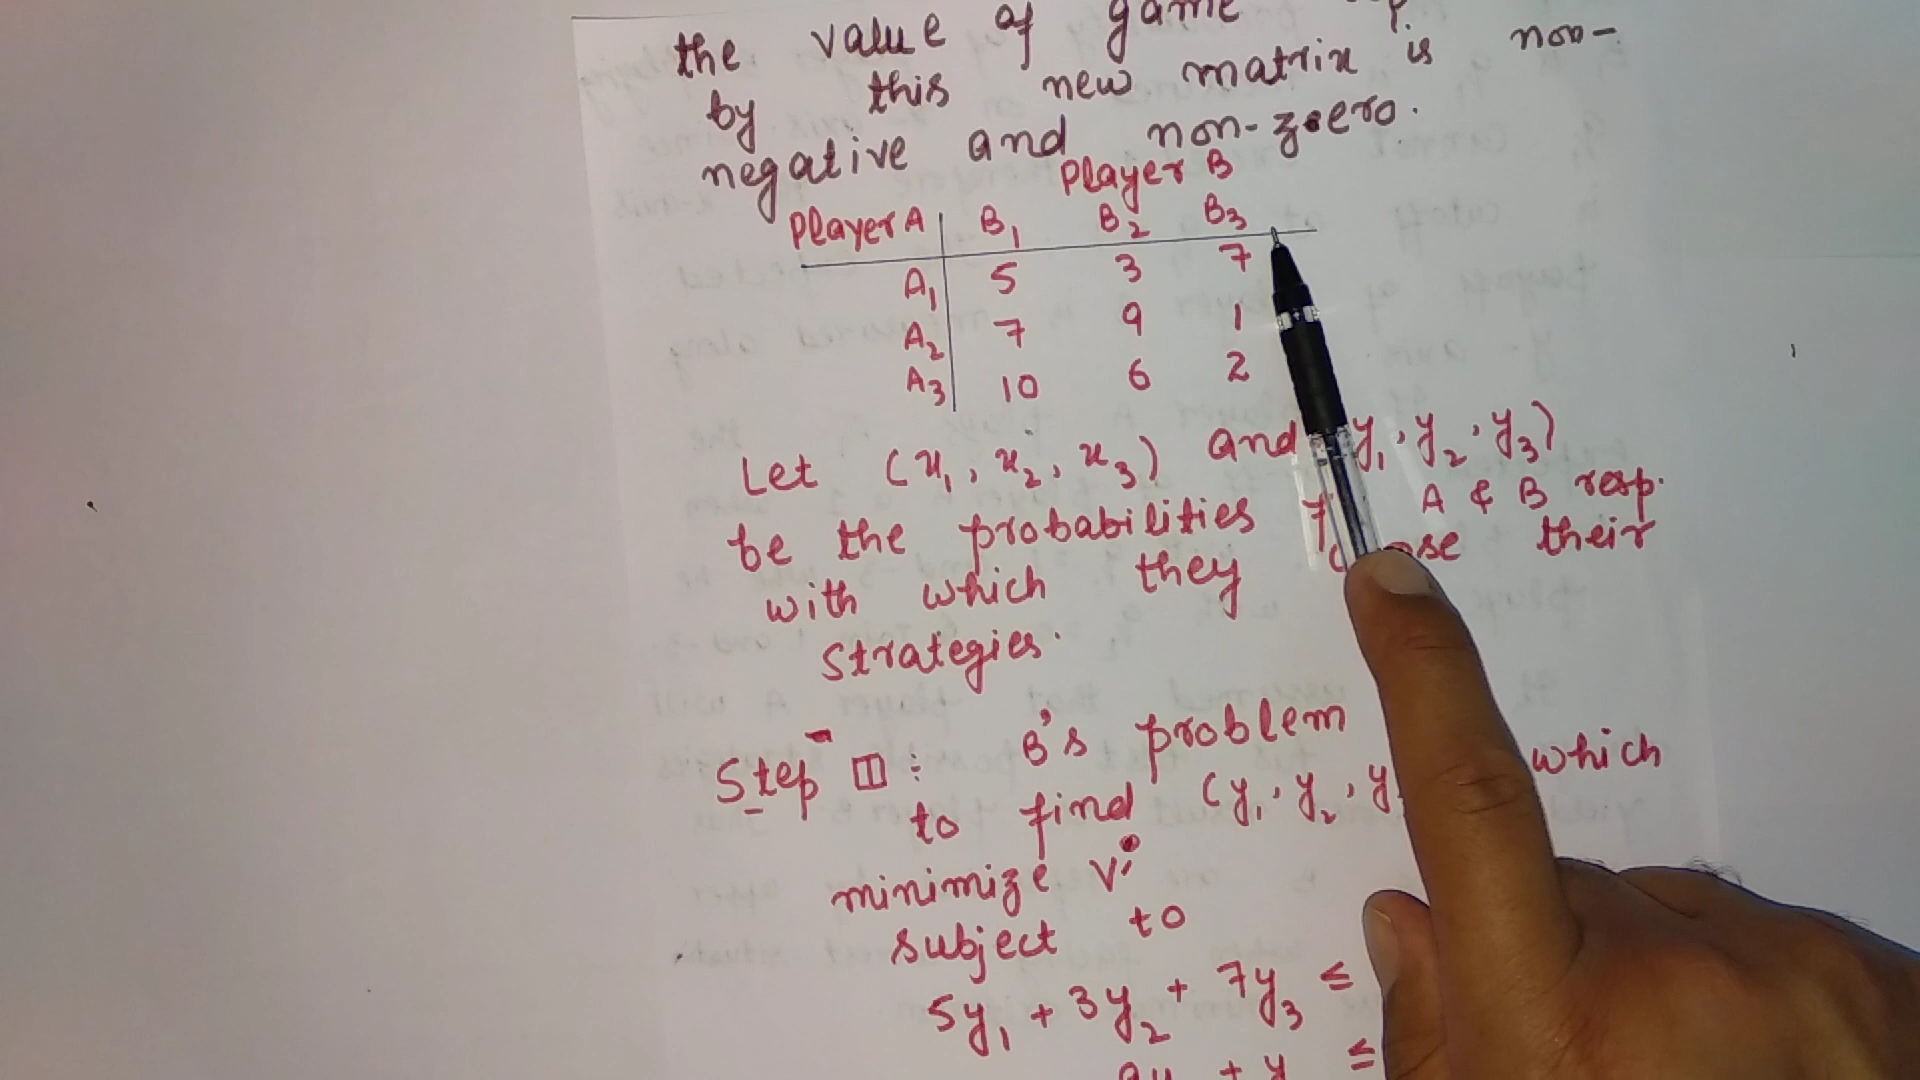 the value of game
by this new matrix is non-
negative and non-zero.
Player B
Player A B1 B2 B3
A1 5 3 7
A2 7 9 1
A3 10 6 2
Let (x1, x2, x3) and y1, y2, y3)
be the probabilities A & B resp.
with which they their
strategies.
Step II : B's problem
to find (y1, y2, y which
minimize V
subject to
5y1 + 3y2 + 7y3 ≤
9y + y ≤